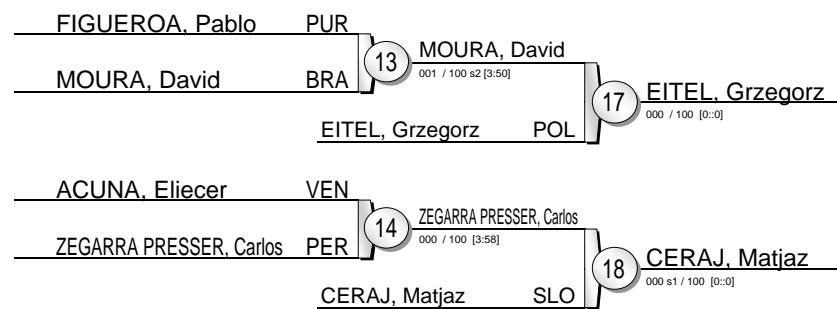 FIGUEROA, Pablo PUR
13 MOURA, David
001 / 100 s2 [3:50]
MOURA, David BRA
17 EITEL, Grzegorz
000 / 100 [0::0]
EITEL, Grzegorz POL
ACUNA, Eliecer VEN
14 ZEGARRA PRESSER, Carlos
000 / 100 [3:58]
ZEGARRA PRESSER, Carlos PER
18 CERAJ, Matjaz
000 s1 / 100 [0::0]
CERAJ, Matjaz SLO